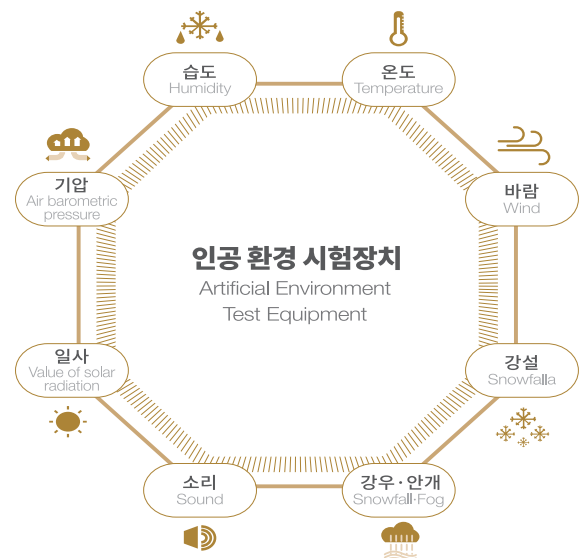 습도
Humidity
온도
Temperature
기압
Air barometric
pressure
바람
Wind
인공 환경 시험장치
Artificial Environment
Test Equipment
일사
Value of solar
radiation
강설
Snowfalla
소리
Sound
강우·안개
Snowfall·Fog